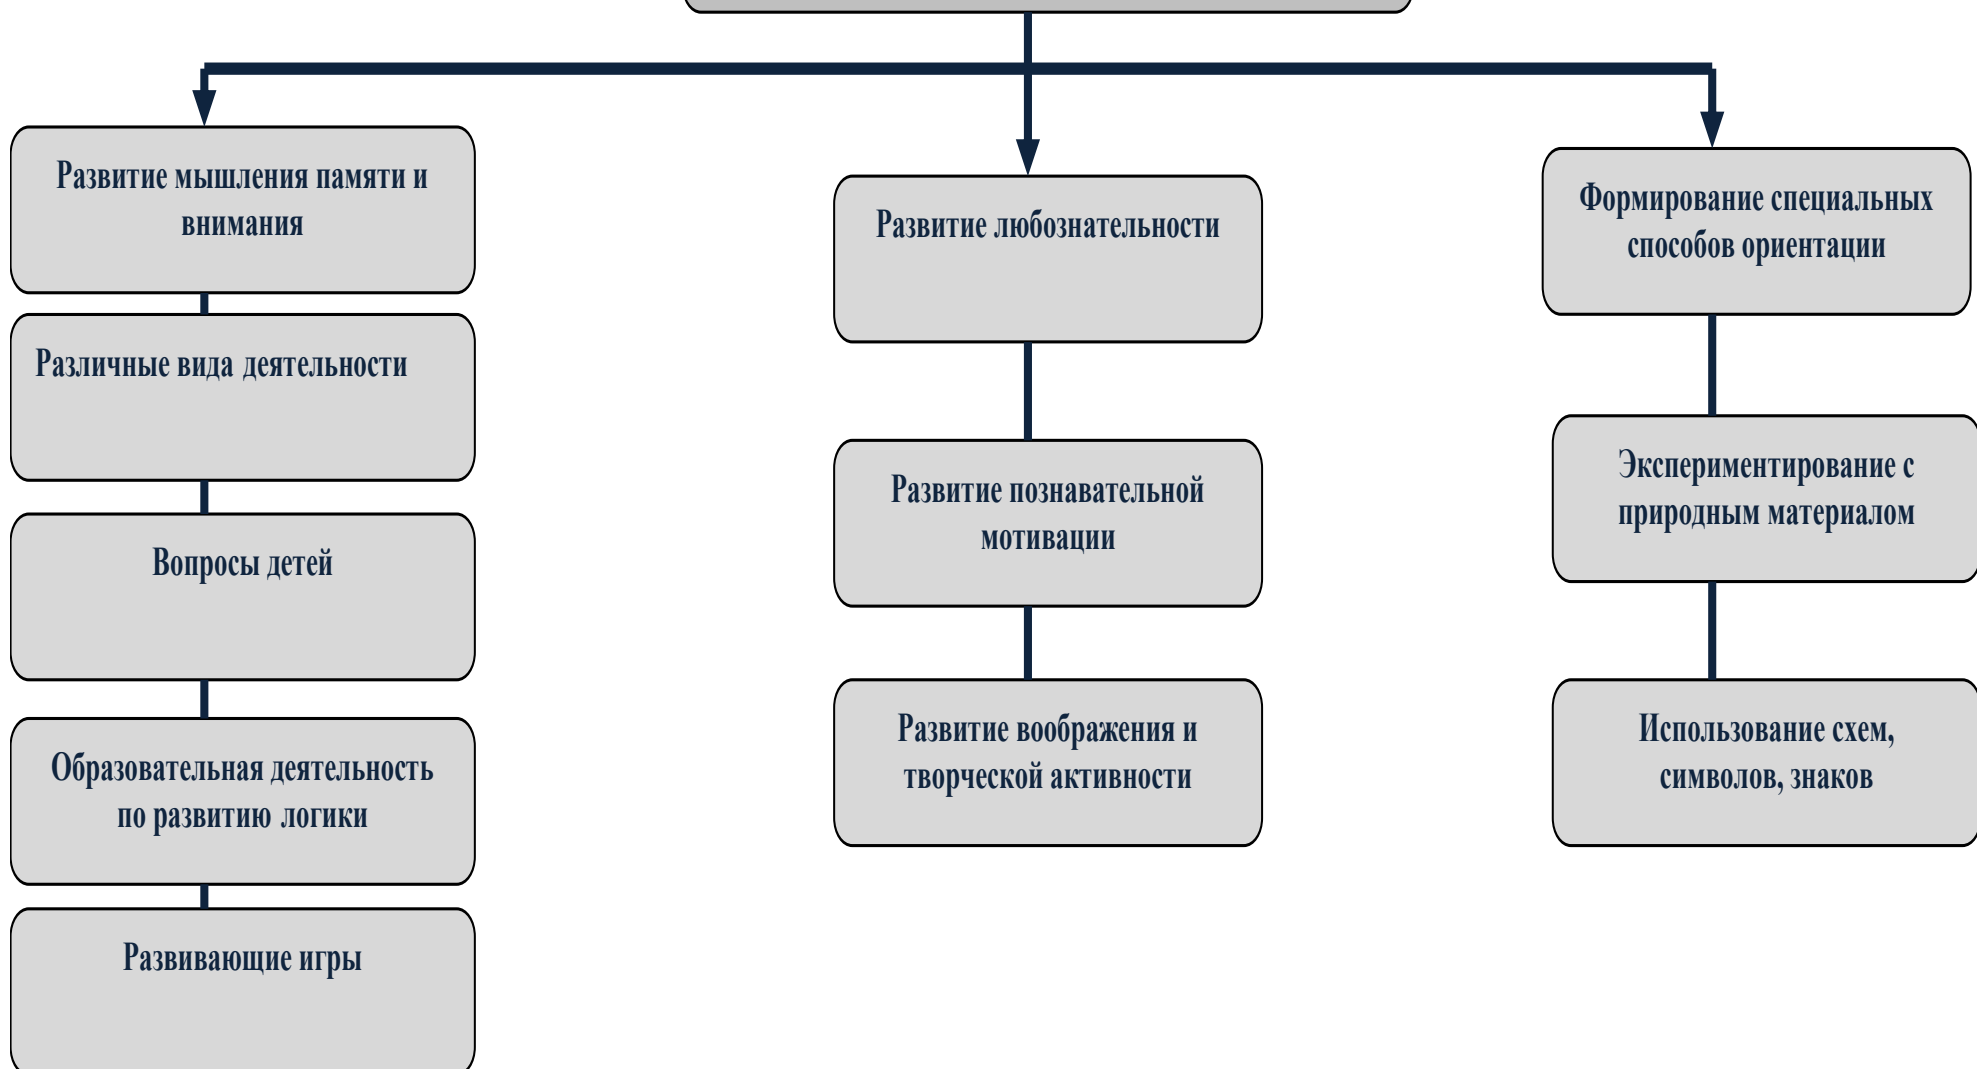 Развитие мышления памяти и
внимания
Различные вида деятельности
Вопросы детей
Образовательная деятельность
по развитию логики
Развивающие игры
Развитие любознательности
Развитие познавательной
мотивации
Развитие воображения и
творческой активности
Формирование специальных
способов ориентации
Экспериментирование с
природным материалом
Использование схем,
символов, знаков